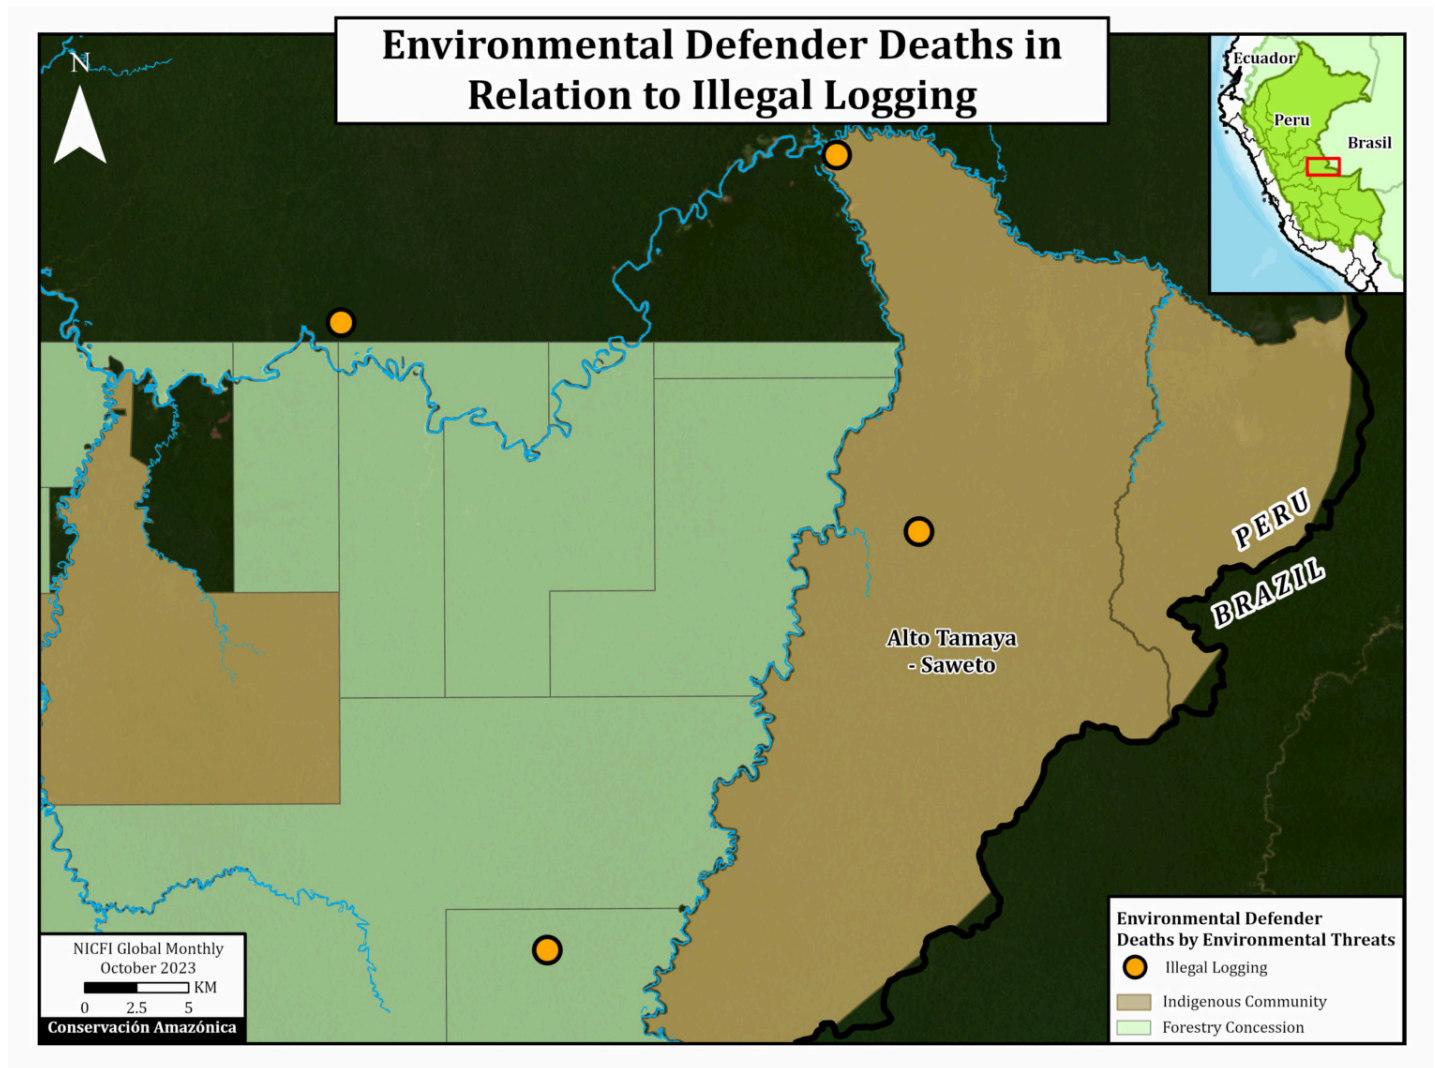 Environmental Defender Deaths in
Relation to Illegal Logging
N
Ecuador
Peru
Brasil
PERU
BRAZIL
Alto Tamaya
- Saweto
NICFI Global Monthly
October 2023
KM
0 2.5 5
Conservación Amazónica
Environmental Defender
Deaths by Environmental Threats
Illegal Logging
Indigenous Community
Forestry Concession